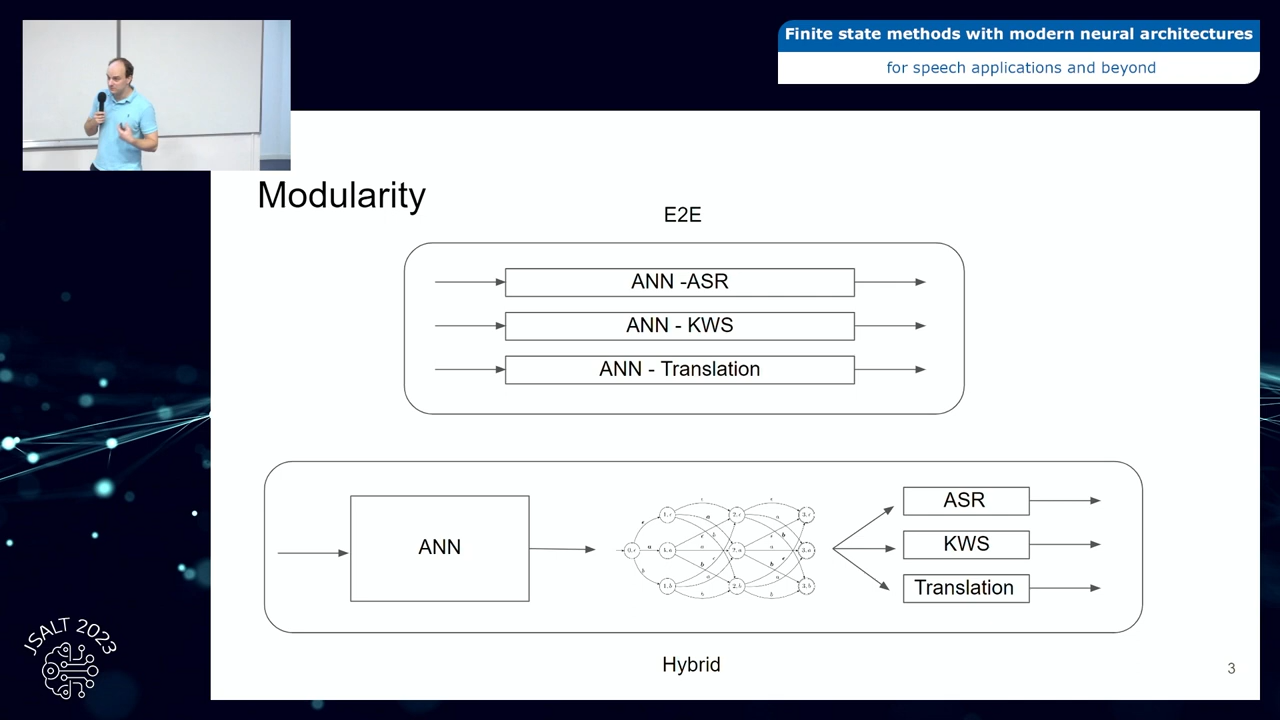 Finite state methods with modern neural architectures
for speech applications and beyond
Modularity
E2E
ANN -ASR
ANN - KWS
ANN - Translation
ANN
ASR
KWS
Translation
Hybrid
3
JSALT 2023